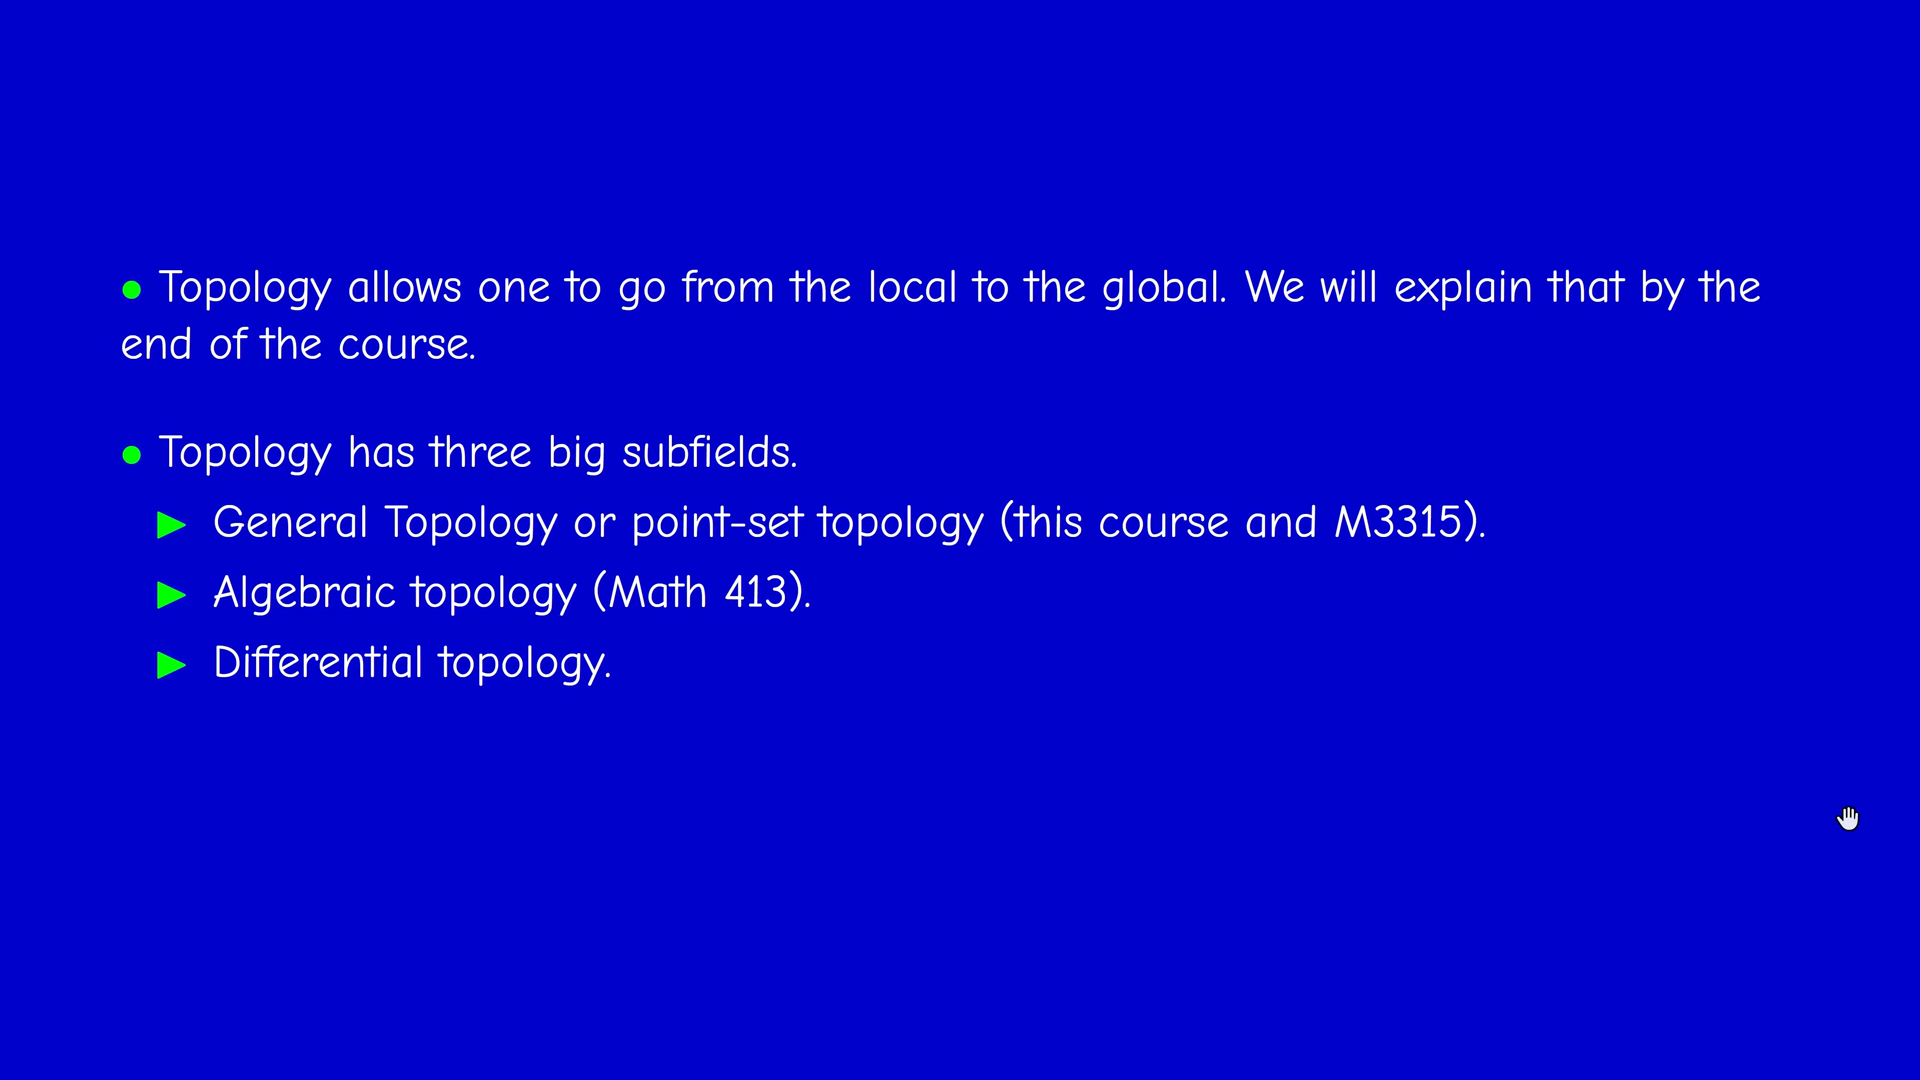 • Topology allows one to go from the local to the global. We will explain that by the
end of the course.
• Topology has three big subfields.
▶ General Topology or point-set topology (this course and M3315).
▶ Algebraic topology (Math 413).
▶ Differential topology.